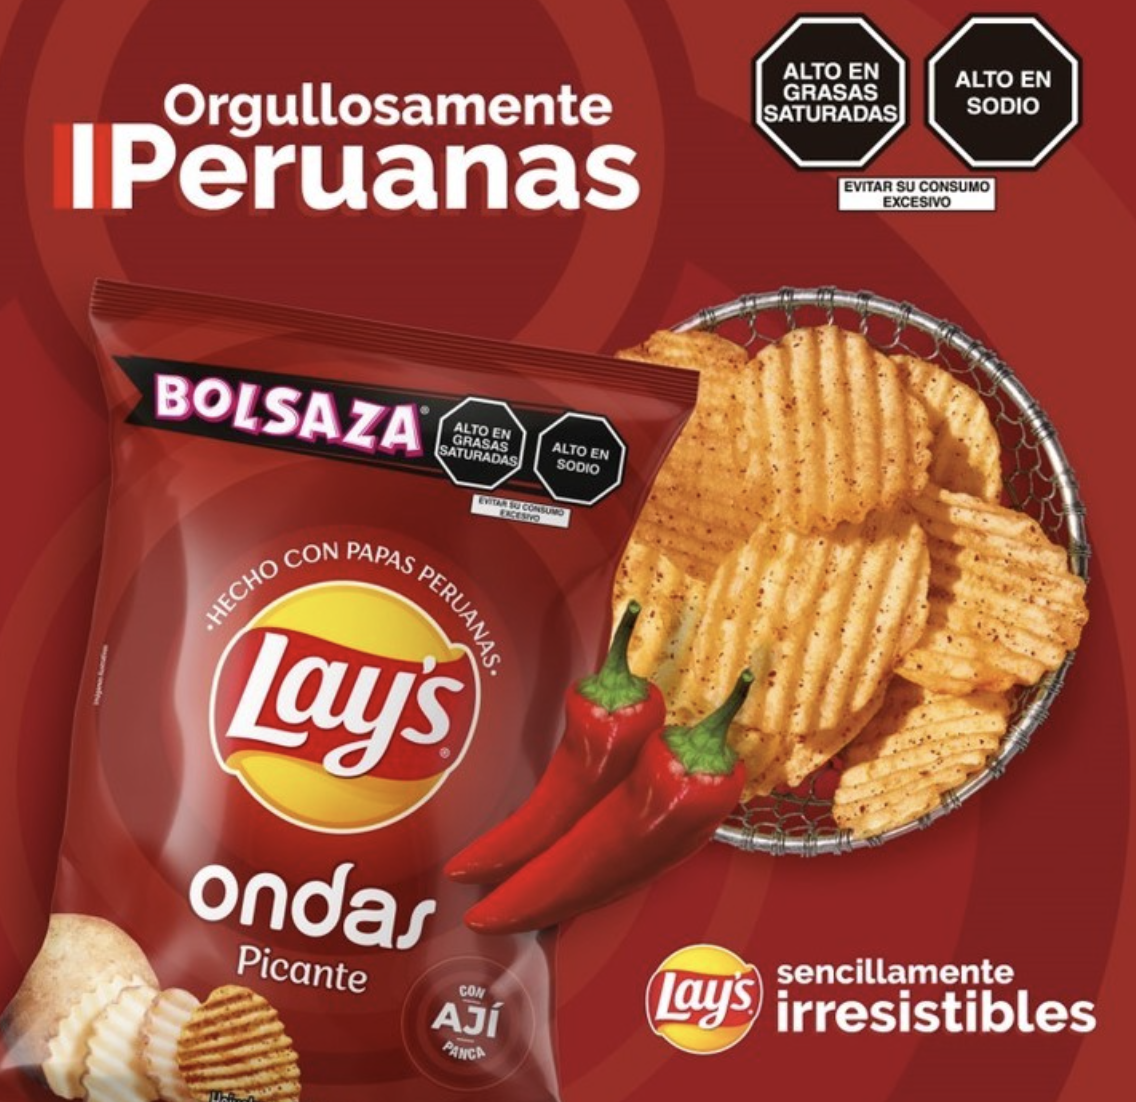 Orgullosamente
Peruanas
ALTO EN
GRASAS
SATURADAS
ALTO EN
SODIO
EVITAR SU CONSUMO
EXCESIVO
BOLSAZA®
ALTO EN
GRASAS
SATURADAS
ALTO EN
SODIO
EVITAR SU CONSUMO
EXCESIVO
·HECHO CON PAPAS PERUANAS·
Lay's®
ondas
Picante
CON
AJÍ
PANCA
Lay's
sencillamente
irresistibles